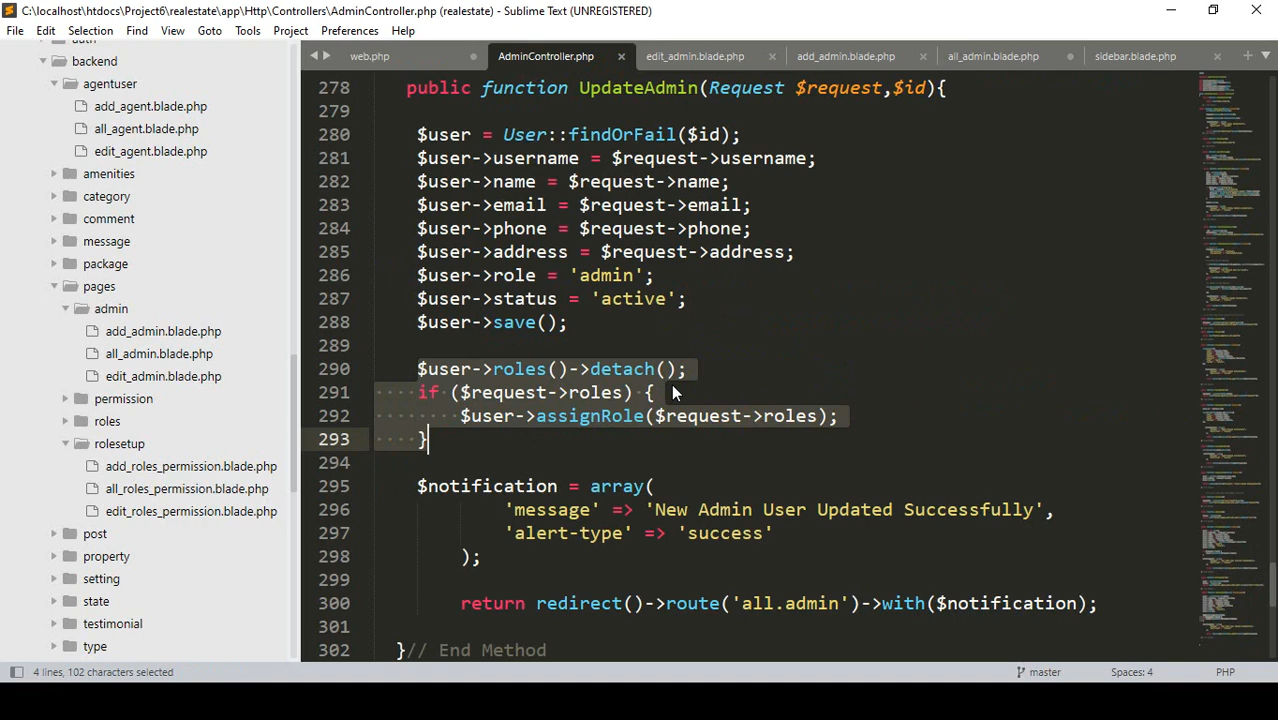 C:\localhost\htdocs\Project6\realestate\app\Http\Controllers\AdminController.php (realestate) - Sublime Text (UNREGISTERED)
File Edit Selection Find View Goto Tools Project Preferences Help
web.php AdminController.php edit_admin.blade.php add_admin.blade.php all_admin.blade.php sidebar.blade.php
backend
agentuser
add_agent.blade.php
all_agent.blade.php
edit_agent.blade.php
amenities
category
comment
message
package
pages
admin
add_admin.blade.php
all_admin.blade.php
edit_admin.blade.php
permission
roles
rolesetup
add_roles_permission.blade.php
all_roles_permission.blade.php
edit_roles_permission.blade.php
post
property
setting
state
testimonial
type
278 public function UpdateAdmin(Request $request,$id){
279
280 $user = User::findOrFail($id);
281 $user->username = $request->username;
282 $user->name = $request->name;
283 $user->email = $request->email;
284 $user->phone = $request->phone;
285 $user->address = $request->address;
286 $user->role = 'admin';
287 $user->status = 'active';
288 $user->save();
289
290 $user->roles()->detach();
291 if ($request->roles) {
292 $user->assignRole($request->roles);
293 }
294
295 $notification = array(
296 'message' => 'New Admin User Updated Successfully',
297 'alert-type' => 'success'
298 );
299
300 return redirect()->route('all.admin')->with($notification);
301
302 }// End Method
4 lines, 102 characters selected master Spaces: 4 PHP